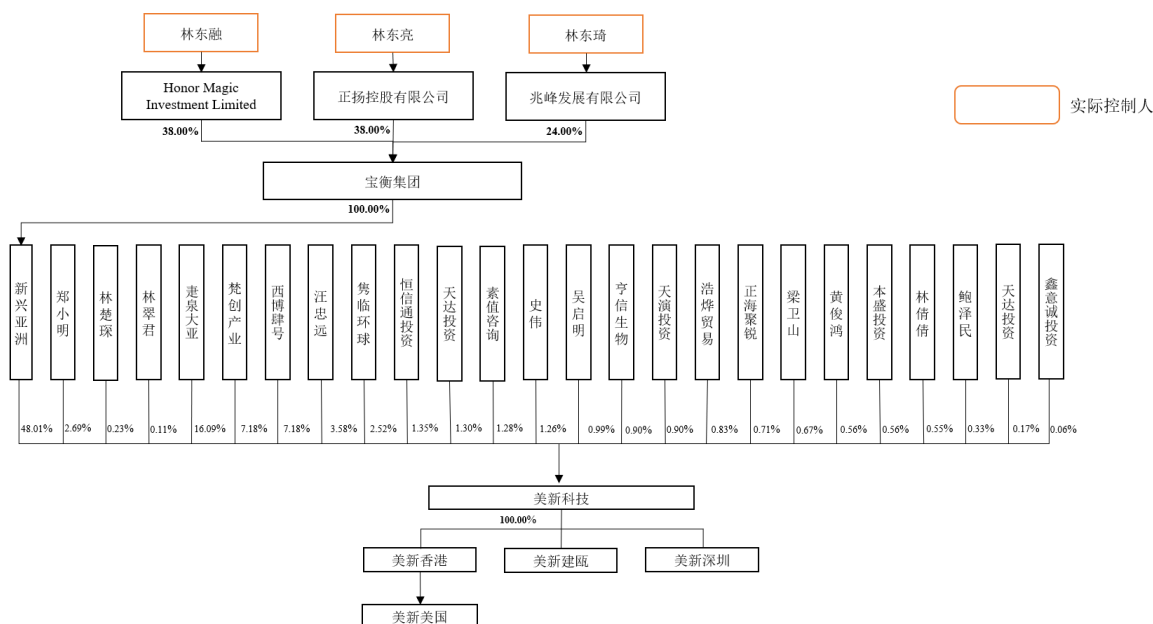 林东融
林东亮
林东琦
Honor Magic
Investment Limited
正扬控股有限公司
兆峰发展有限公司
实际控制人
38.00%
38.00%
24.00%
宝衡集团
100.00%
新兴亚洲
郑小明
林楚琛
林翠君
疌泉大亚
梵创产业
西博肆号
汪忠远
隽临环球
恒信通投资
天达投资
素值咨询
史伟
吴启明
亨信生物
天演投资
浩烨贸易
正海聚锐
梁卫山
黄俊鸿
本盛投资
林倩倩
鲍泽民
天达投资
鑫意诚投资
48.01%
2.69%
0.23%
0.11%
16.09%
7.18%
7.18%
3.58%
2.52%
1.35%
1.30%
1.28%
1.26%
0.99%
0.90%
0.90%
0.83%
0.71%
0.67%
0.56%
0.56%
0.55%
0.33%
0.17%
0.06%
美新科技
100.00%
美新香港
美新建瓯
美新深圳
美新美国